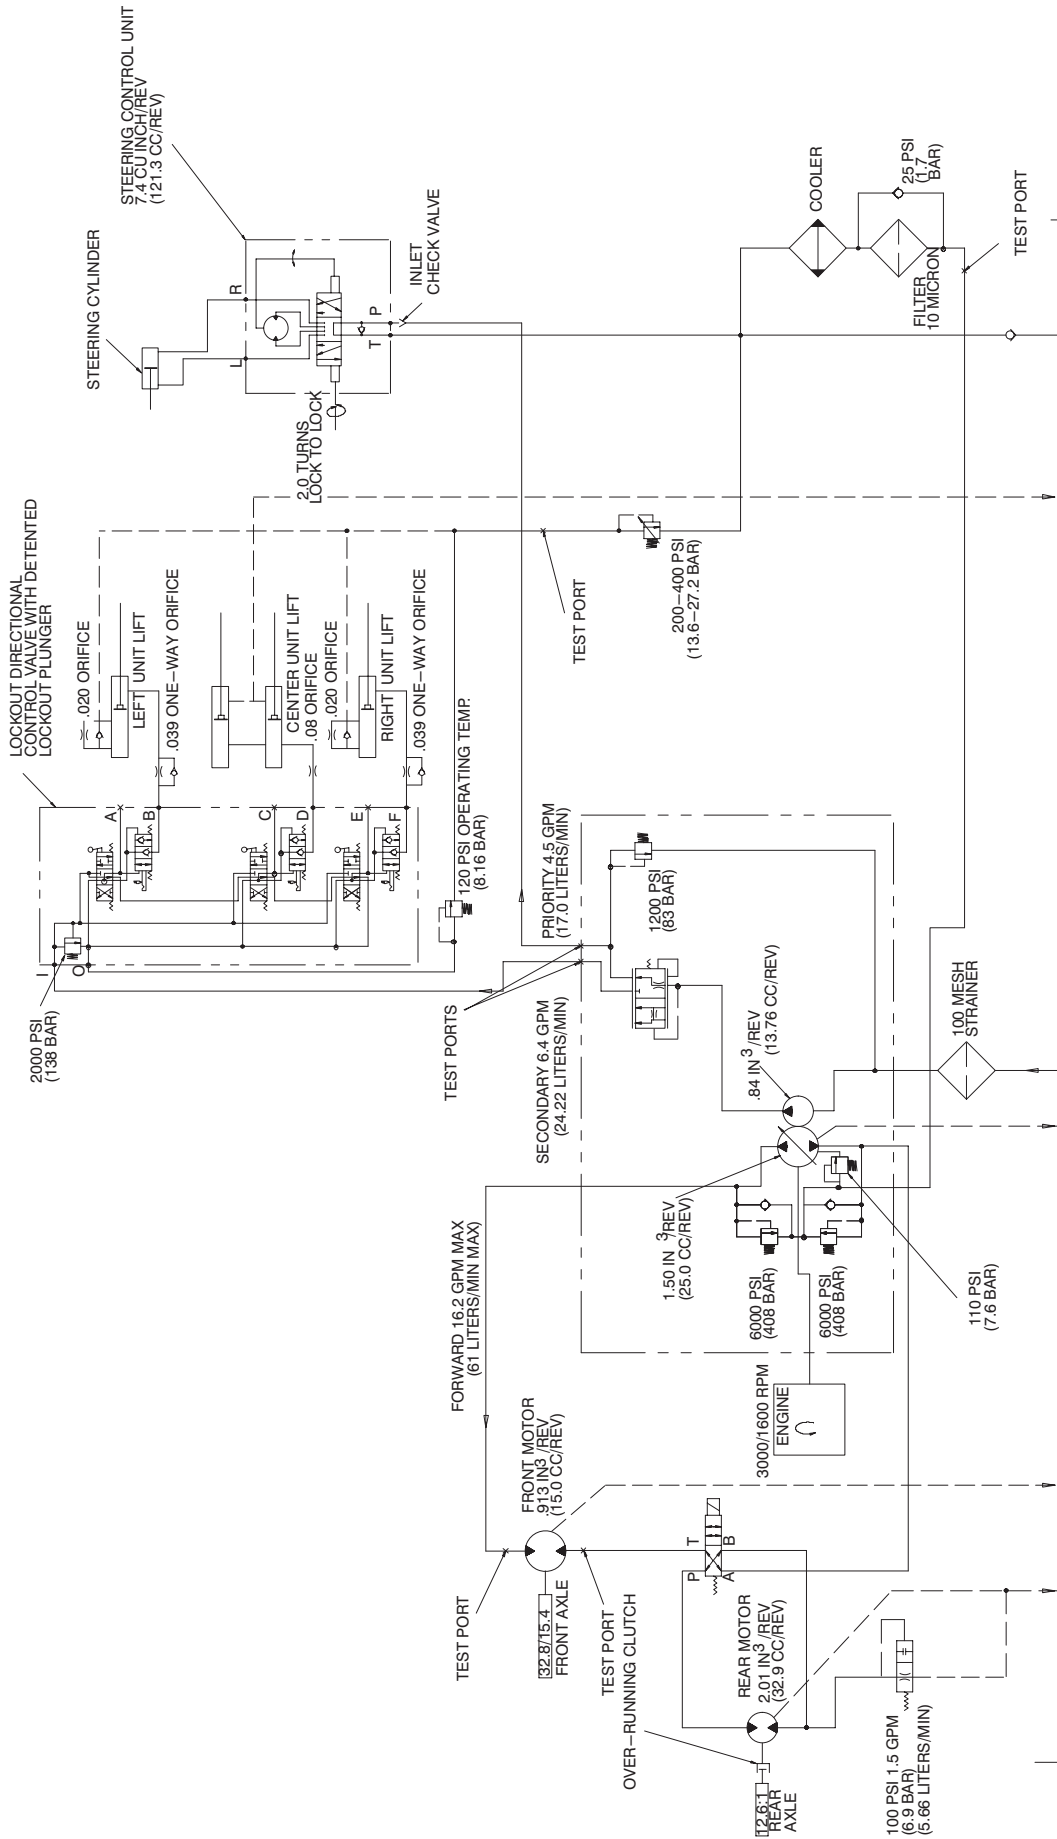 STEERING CONTROL UNIT
7.4 CU INCH/REV
(121.3 CC/REV)
STEERING CYLINDER
R
L
P
T
INLET
CHECK VALVE
2.0 TURNS
LOCK TO LOCK
COOLER
25 PSI
(1.7
BAR)
FILTER
10 MICRON
TEST PORT
LOCKOUT DIRECTIONAL
CONTROL VALVE WITH DETENTED
LOCKOUT PLUNGER
.020 ORIFICE
LEFT UNIT LIFT
.039 ONE-WAY ORIFICE
CENTER UNIT LIFT
.08 ORIFICE
.020 ORIFICE
RIGHT UNIT LIFT
.039 ONE-WAY ORIFICE
A
B
C
D
E
F
I
O
2000 PSI
(138 BAR)
120 PSI OPERATING TEMP.
(8.16 BAR)
TEST PORT
200-400 PSI
(13.6-27.2 BAR)
TEST PORTS
PRIORITY 4.5 GPM
(17.0 LITERS/MIN)
SECONDARY 6.4 GPM
(24.22 LITERS/MIN)
1200 PSI
(83 BAR)
.84 IN3/REV
(13.76 CC/REV)
100 MESH
STRAINER
1.50 IN3/REV
(25.0 CC/REV)
6000 PSI
(408 BAR)
6000 PSI
(408 BAR)
110 PSI
(7.6 BAR)
FORWARD 16.2 GPM MAX
(61 LITERS/MIN MAX)
3000/1600 RPM
ENGINE
FRONT MOTOR
.913 IN3/REV
(15.0 CC/REV)
TEST PORT
32.8/15.4
FRONT AXLE
TEST PORT
P
T
A
B
OVER-RUNNING CLUTCH
REAR MOTOR
2.01 IN3/REV
(32.9 CC/REV)
12.6:1
REAR
AXLE
100 PSI 1.5 GPM
(6.9 BAR)
(5.66 LITERS/MIN)